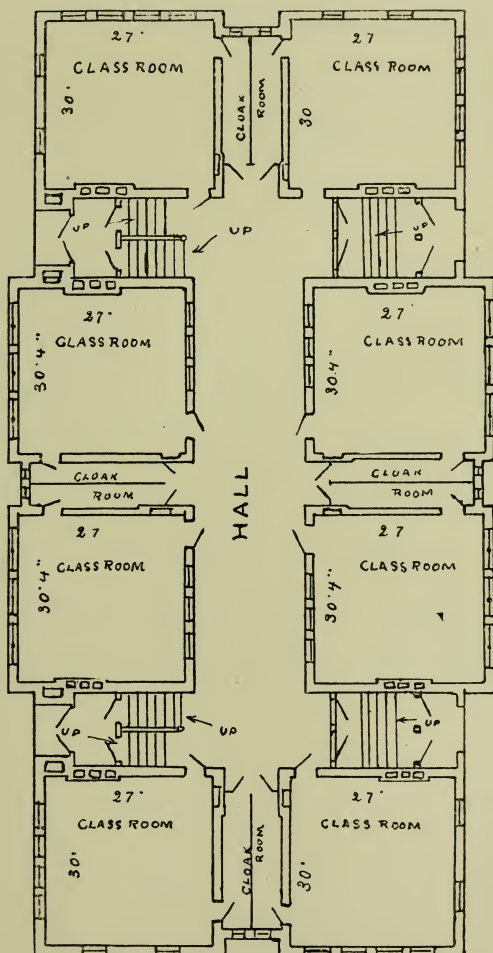 27'
CLASS ROOM
30'
CLOAK
ROOM
27
CLASS ROOM
30
UP
UP
UP
27'
CLASS ROOM
30'4"
27
CLASS ROOM
30.4"
CLOAK
ROOM
HALL
CLOAK
ROOM
27
CLASS ROOM
30'4"
27
CLASS ROOM
30'4"
UP
UP
UP
27'
CLASS ROOM
30'
CLOAK
ROOM
27'
CLASS ROOM
30'